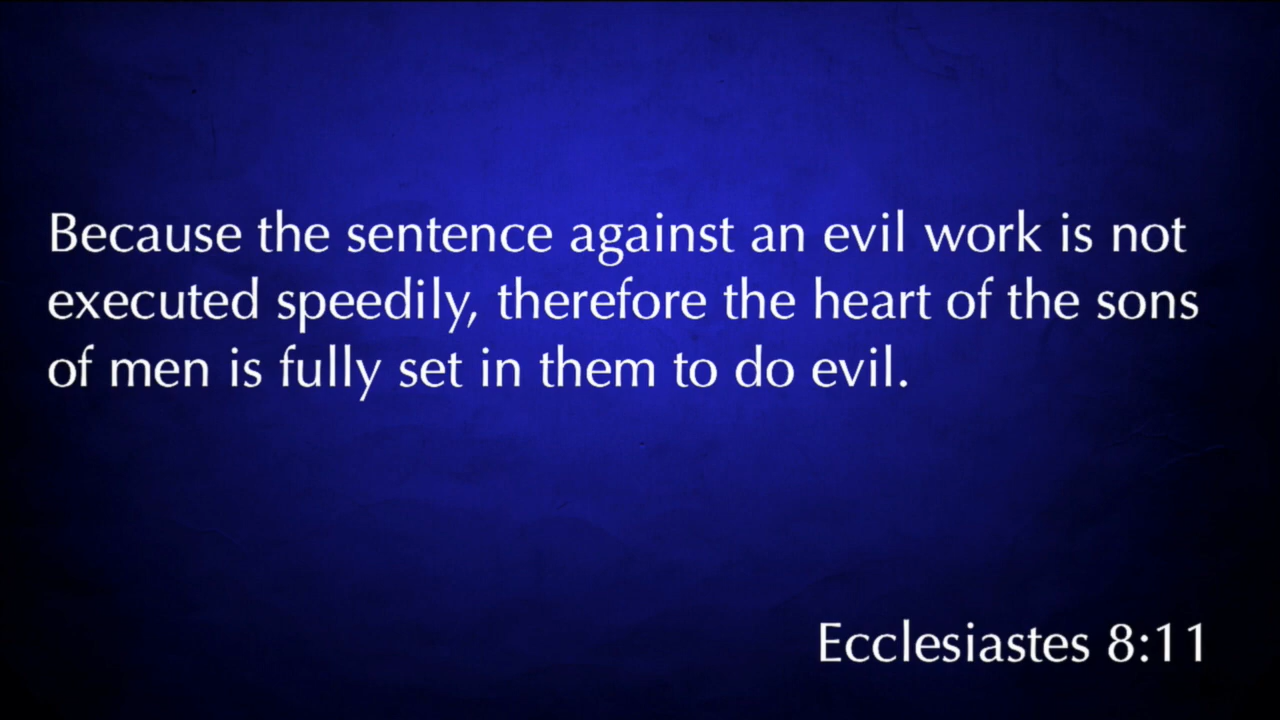 Because the sentence against an evil work is not
executed speedily, therefore the heart of the sons
of men is fully set in them to do evil.
Ecclesiastes 8:11